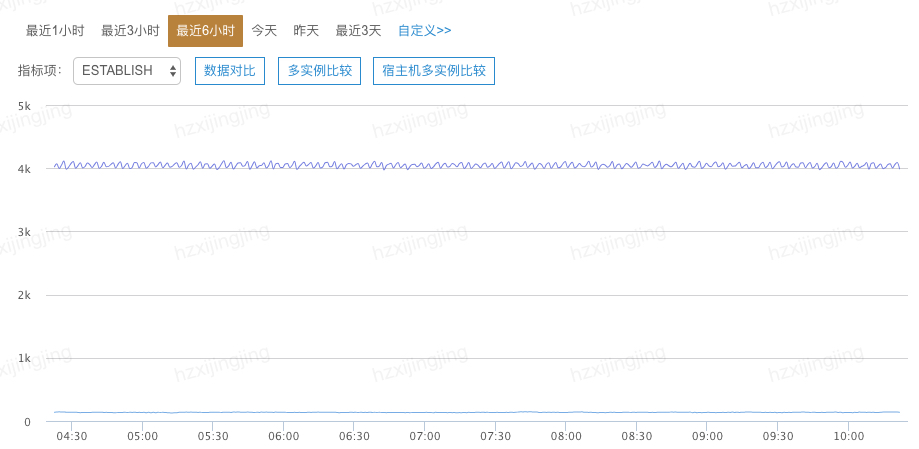 最近1小时 最近3小时 最近6小时 今天 昨天 最近3天 自定义>>
指标项: ESTABLISH 数据对比 多实例比较 宿主机多实例比较
5k
hzxijingjing hzxijingjing hzxijingjing hzxijingjing hzxijingjing
4k
3k
hzxijingjing hzxijingjing hzxijingjing hzxijingjing hzxijingjing
2k
1k
hzxijingjing hzxijingjing hzxijingjing hzxijingjing hzxijingjing
0
04:30 05:00 05:30 06:00 06:30 07:00 07:30 08:00 08:30 09:00 09:30 10:00